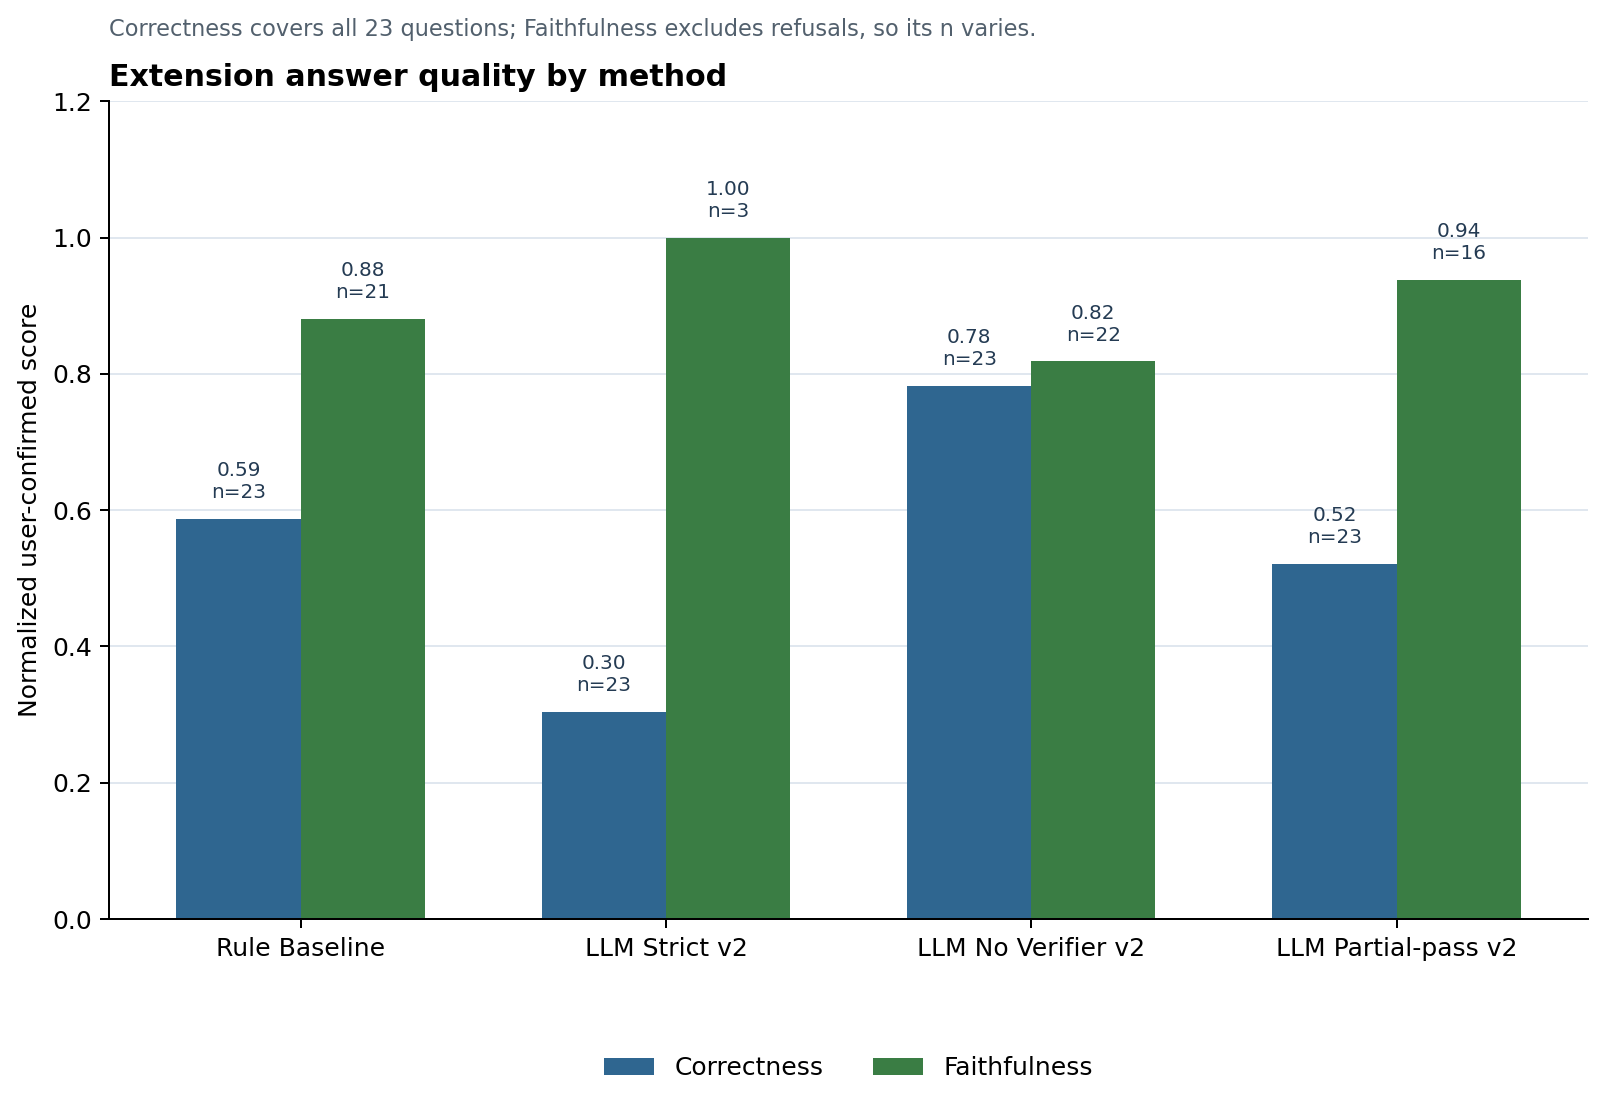 Correctness covers all 23 questions; Faithfulness excludes refusals, so its n varies.
Extension answer quality by method
Normalized user-confirmed score
1.2
1.0
0.8
0.6
0.4
0.2
0.0
0.59
n=23
0.88
n=21
0.30
n=23
1.00
n=3
0.78
n=23
0.82
n=22
0.52
n=23
0.94
n=16
Rule Baseline
LLM Strict v2
LLM No Verifier v2
LLM Partial-pass v2
Correctness
Faithfulness